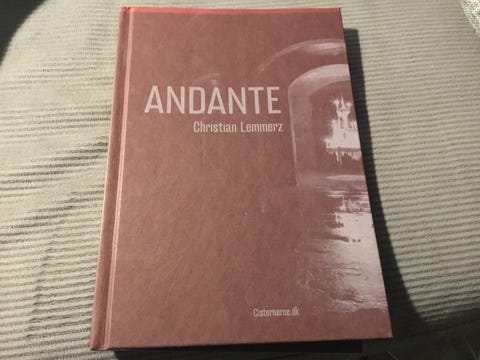 ANDANTE
Christian Lemmerz
Cisternerne.dk